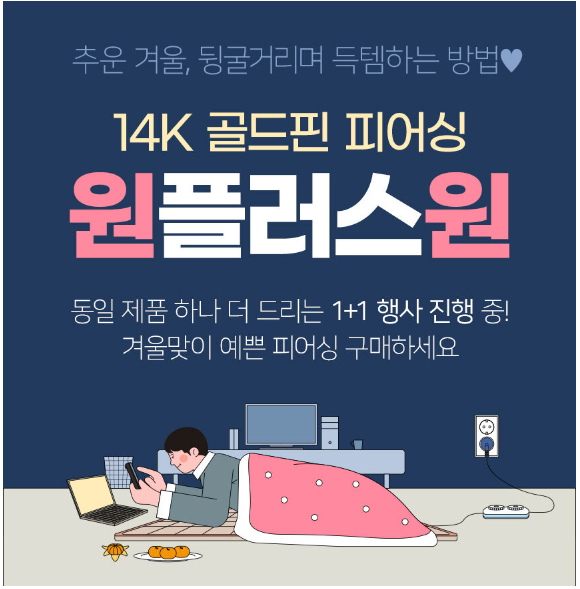 추운 겨울, 뒹굴거리며 득템하는 방법♥
14K 골드핀 피어싱
원플러스원
동일 제품 하나 더 드리는 1+1 행사 진행 중!
겨울맞이 예쁜 피어싱 구매하세요